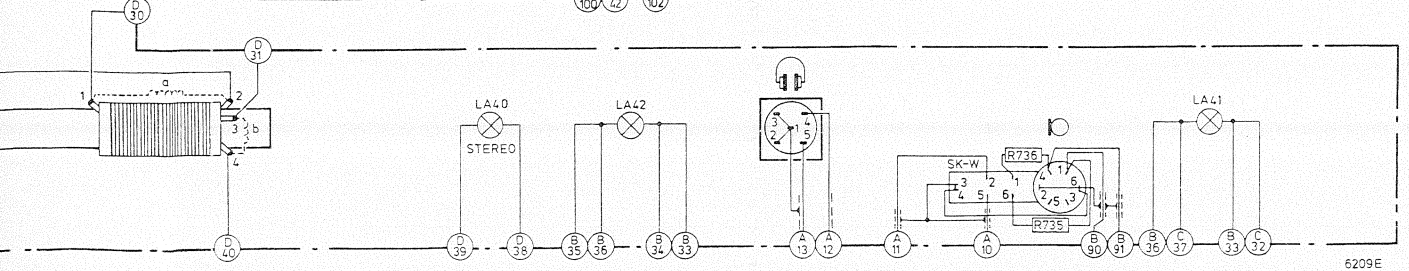 D 30
100 42 102
D 31
1 a 2
3 b
4
D 40
LA40
STEREO
D 39 D 38
LA42
B 35 B 36 B 34 B 33
3 4
1
2 5
A 13 A 12
SK-W
R736
3 2 1
4 5 6
4 1
2 6
5 3
R735
A 11 A 10
B 90 B 91
LA41
B 36 C 37 B 33 C 32
6209E